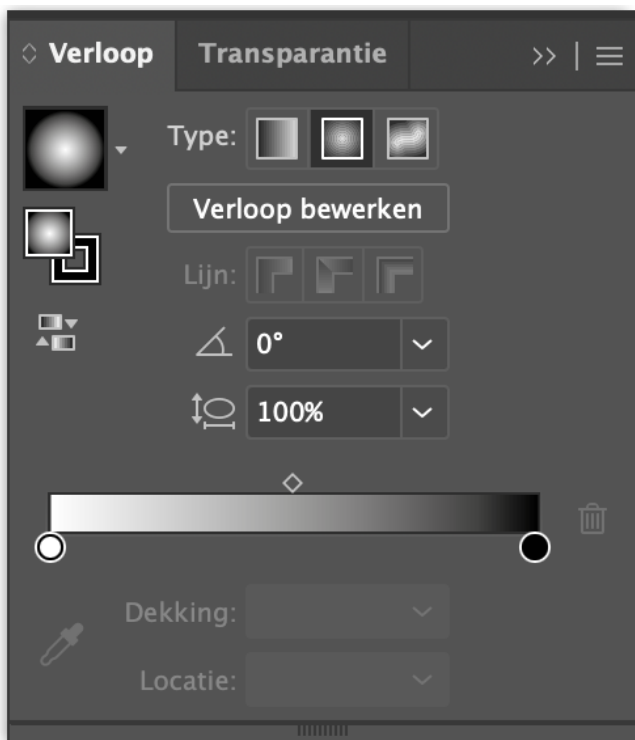 Verloop Transparantie
Type:
Verloop bewerken
Lijn:
0°
100%
Dekking:
Locatie: